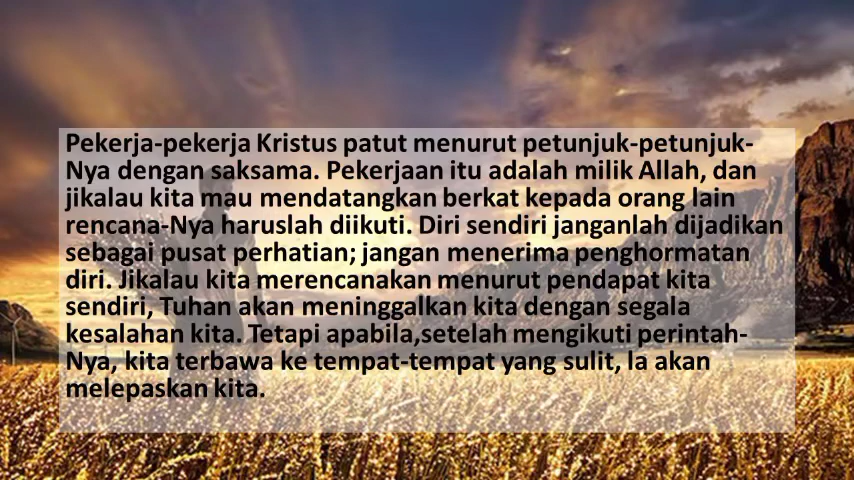 Pekerja-pekerja Kristus patut menurut petunjuk-petunjuk-
Nya dengan saksama. Pekerjaan itu adalah milik Allah, dan
jikalau kita mau mendatangkan berkat kepada orang lain
rencana-Nya haruslah diikuti. Diri sendiri janganlah dijadikan
sebagai pusat perhatian; jangan menerima penghormatan
diri. Jikalau kita merencanakan menurut pendapat kita
sendiri, Tuhan akan meninggalkan kita dengan segala
kesalahan kita. Tetapi apabila,setelah mengikuti perintah-
Nya, kita terbawa ke tempat-tempat yang sulit, Ia akan
melepaskan kita.